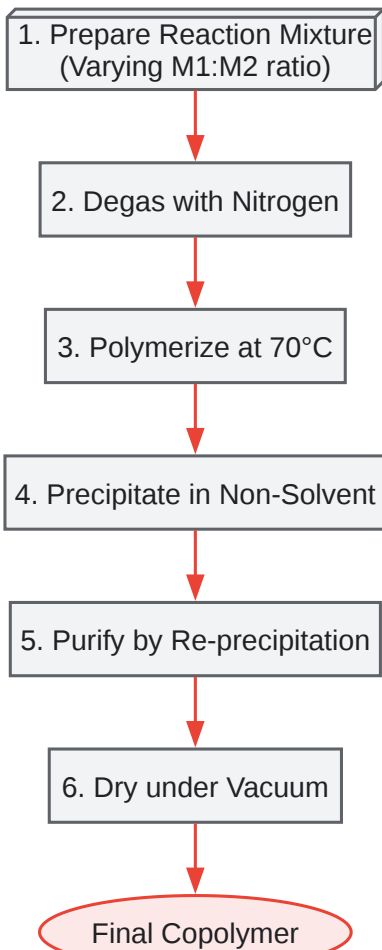 1. Prepare Reaction Mixture
(Varying M1:M2 ratio)
2. Degas with Nitrogen
3. Polymerize at 70°C
4. Precipitate in Non-Solvent
5. Purify by Re-precipitation
6. Dry under Vacuum
Final Copolymer